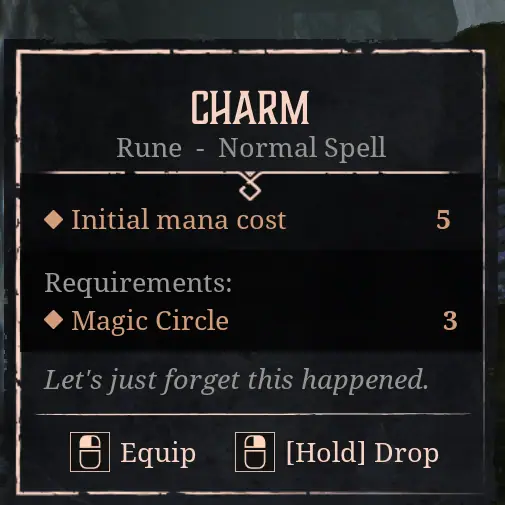 CHARM
Rune - Normal Spell
Initial mana cost 5
Requirements:
Magic Circle 3
Let's just forget this happened.
Equip [Hold] Drop